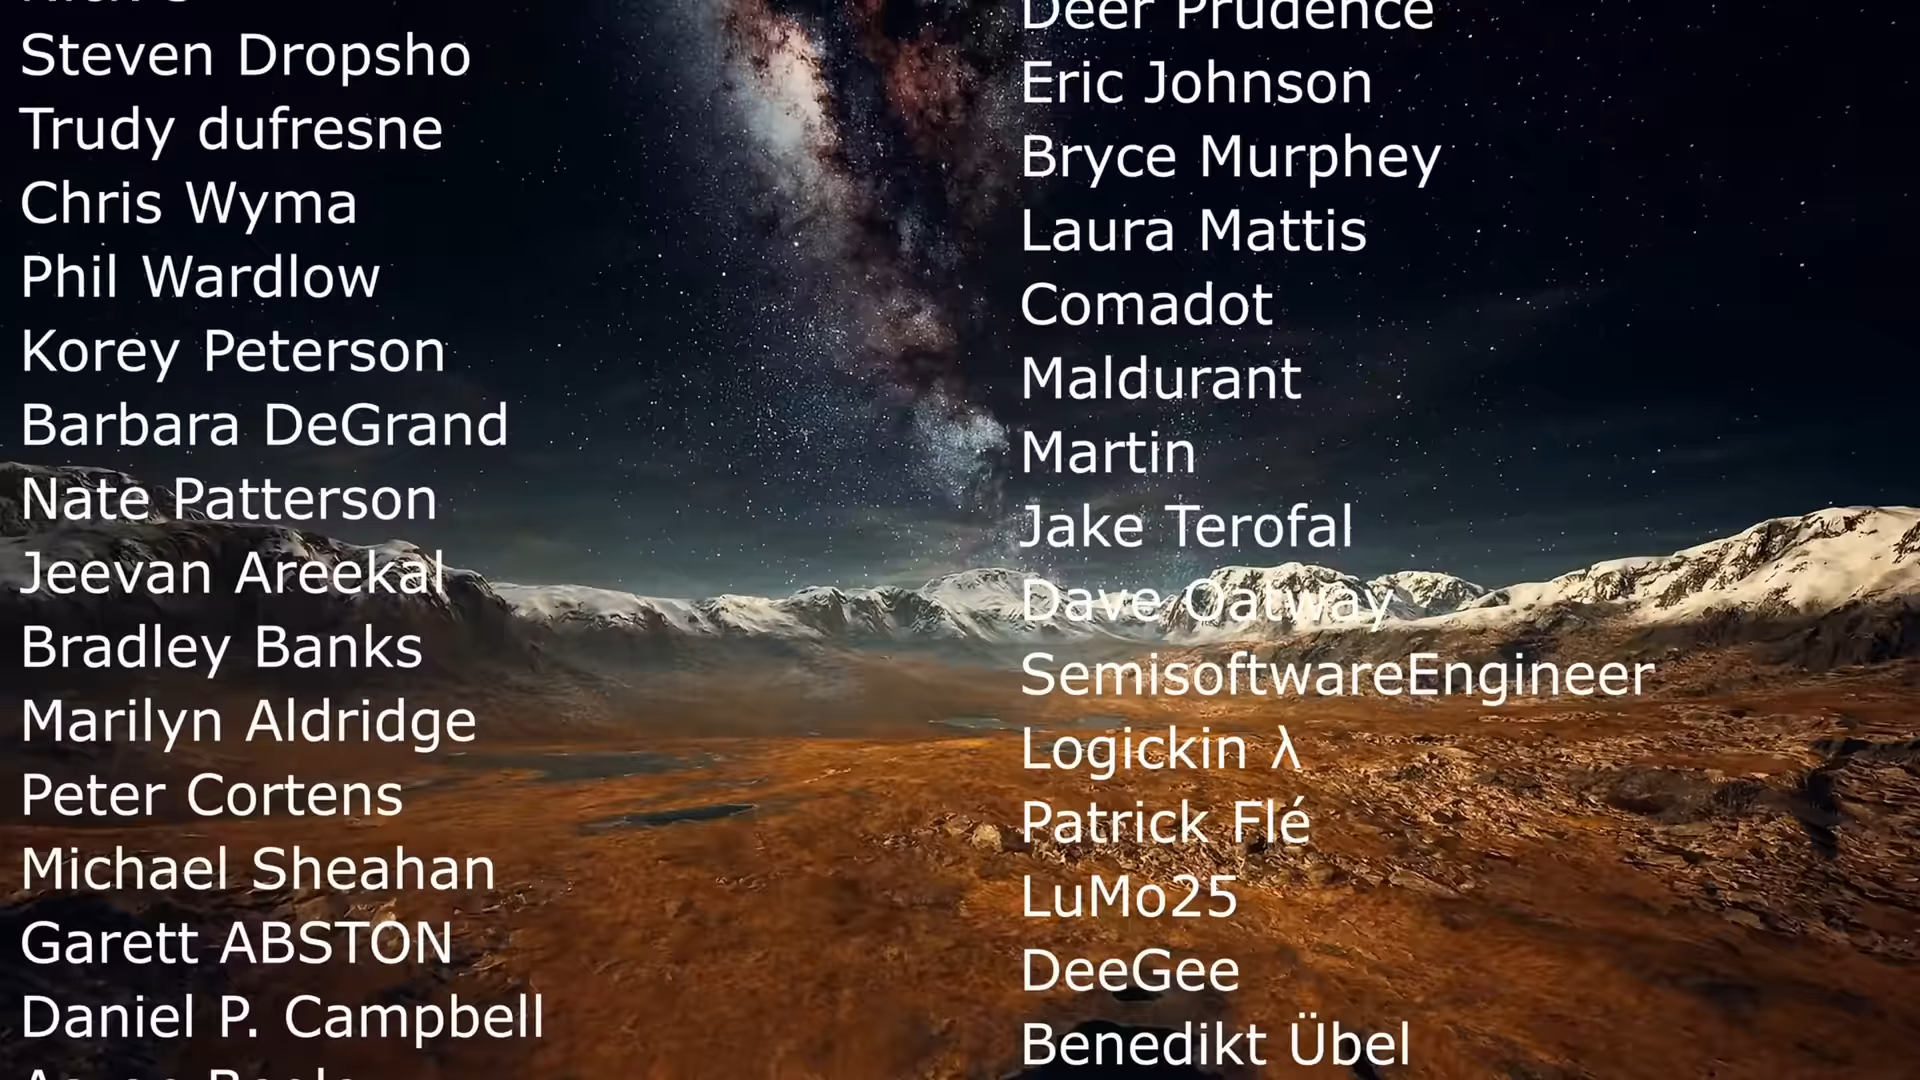 Steven Dropsho
Trudy dufresne
Chris Wyma
Phil Wardlow
Korey Peterson
Barbara DeGrand
Nate Patterson
Jeevan Areekal
Bradley Banks
Marilyn Aldridge
Peter Cortens
Michael Sheahan
Garett ABSTON
Daniel P. Campbell
Deer Prudence
Eric Johnson
Bryce Murphey
Laura Mattis
Comadot
Maldurant
Martin
Jake Terofal
Dave Oatway
SemisoftwareEngineer
Logickin λ
Patrick Flé
LuMo25
DeeGee
Benedikt Übel